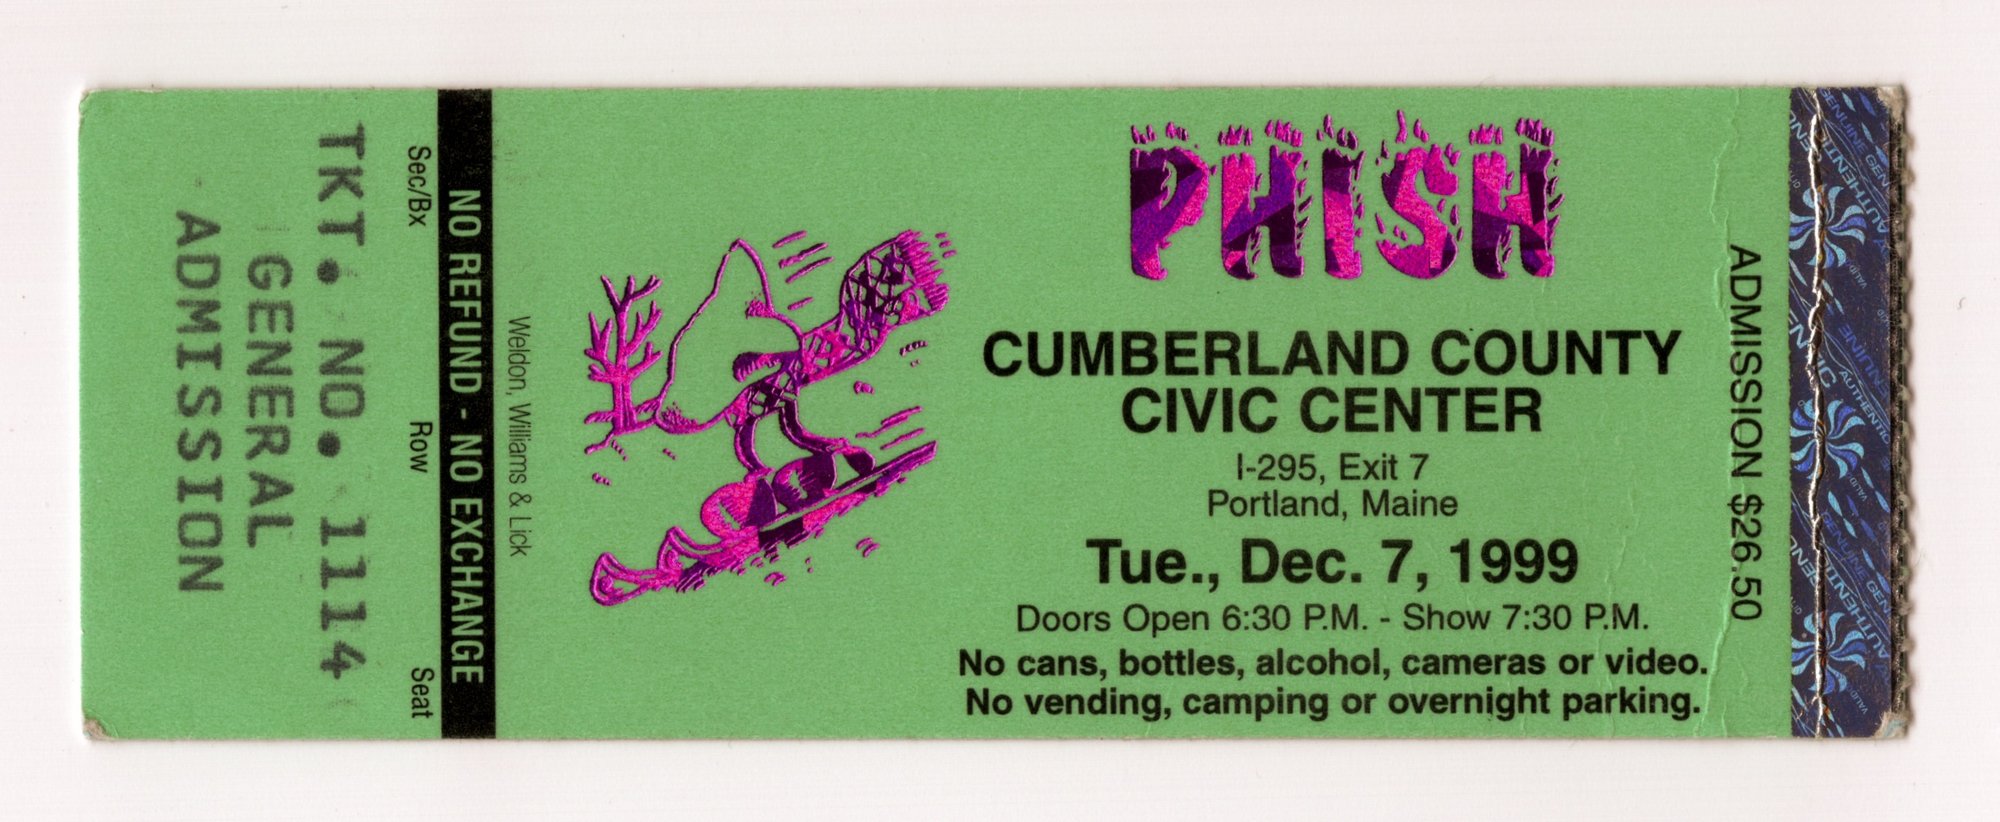 TKT. NO. 1114
GENERAL
ADMISSION
Sec/Bx Row Seat
NO REFUND - NO EXCHANGE
Weldon, Williams & Lick
PHISH
CUMBERLAND COUNTY
CIVIC CENTER
I-295, Exit 7
Portland, Maine
Tue., Dec. 7, 1999
Doors Open 6:30 P.M. - Show 7:30 P.M.
No cans, bottles, alcohol, cameras or video.
No vending, camping or overnight parking.
ADMISSION $26.50
GENUINE
AUTHENTIC
VALID